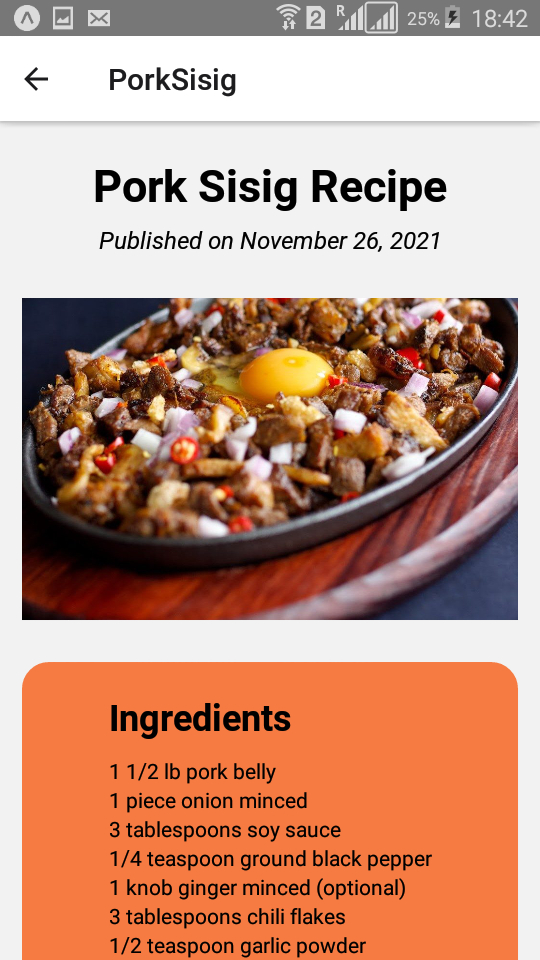 2 R 25% 18:42
PorkSisig
Pork Sisig Recipe
Published on November 26, 2021
Ingredients
1 1/2 lb pork belly
1 piece onion minced
3 tablespoons soy sauce
1/4 teaspoon ground black pepper
1 knob ginger minced (optional)
3 tablespoons chili flakes
1/2 teaspoon garlic powder